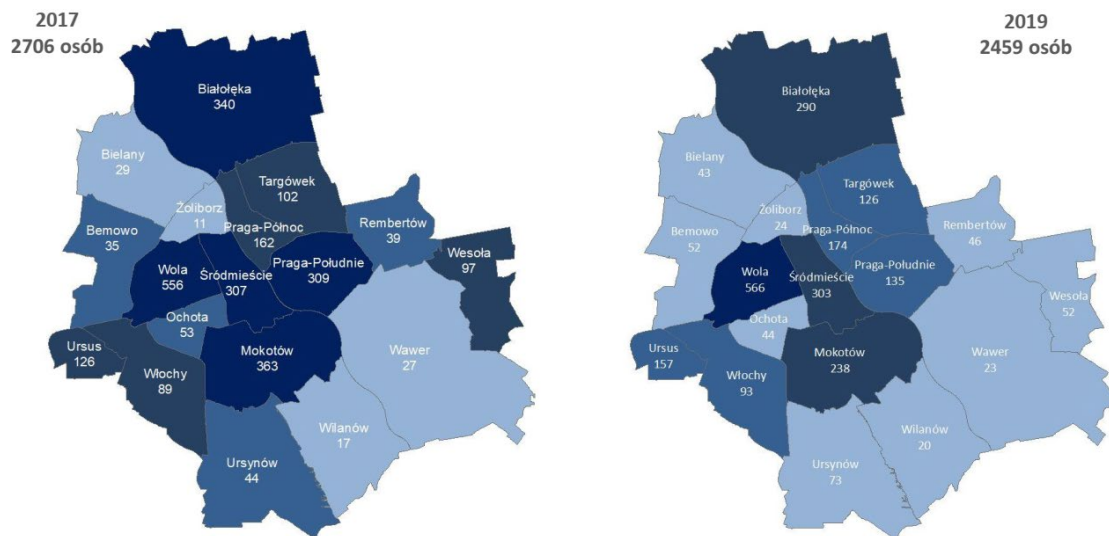 2017
2706 osób
Białołęka
340
Bielany
29
Targówek
102
Żoliborz
11
Praga-Północ
162
Bemowo
35
Rembertów
39
Wesoła
97
Wola
556
Śródmieście
307
Praga-Południe
309
Ochota
53
Ursus
126
Włochy
89
Mokotów
363
Wawer
27
Wilanów
17
Ursynów
44
2019
2459 osób
Białołęka
290
Bielany
43
Targówek
126
Żoliborz
24
Praga-Północ
174
Bemowo
52
Rembertów
46
Wesoła
52
Wola
566
Śródmieście
303
Praga-Południe
135
Ochota
44
Ursus
157
Włochy
93
Mokotów
238
Wawer
23
Wilanów
20
Ursynów
73